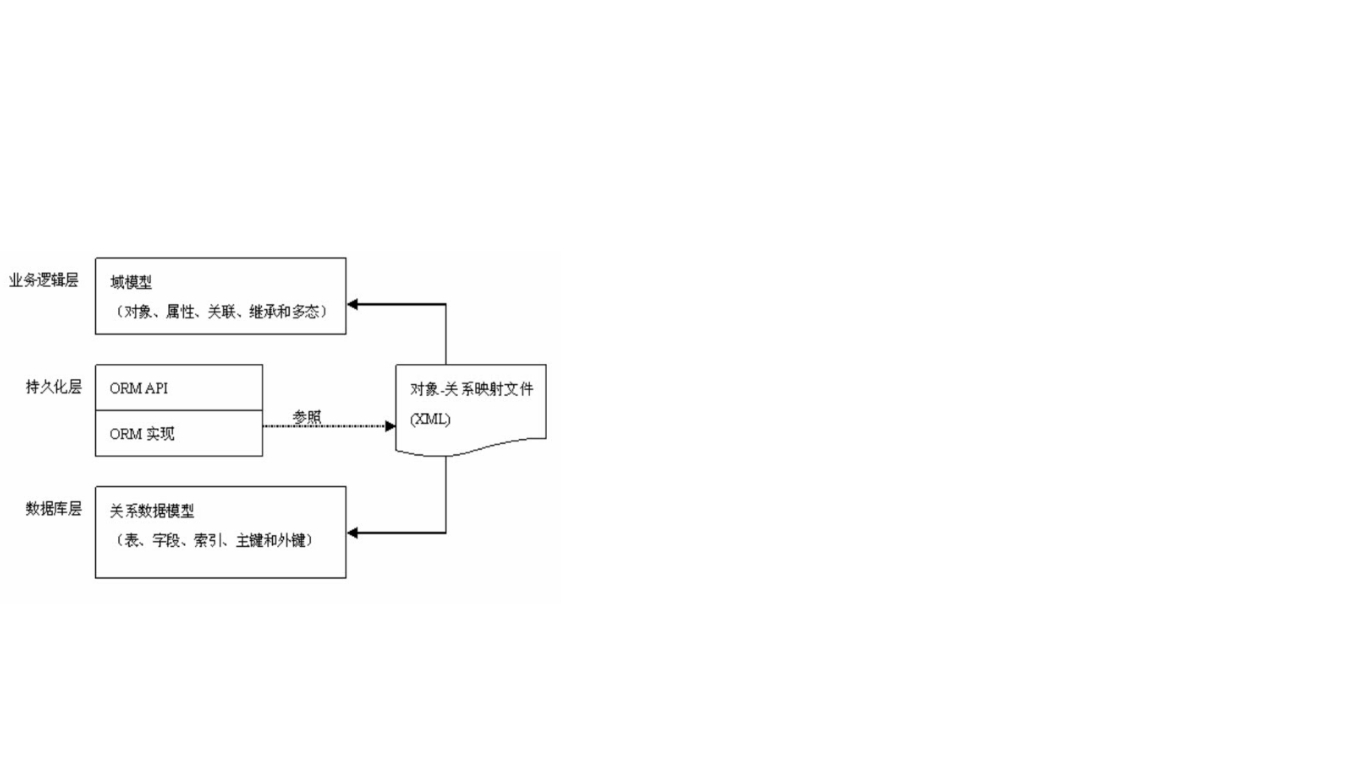 业务逻辑层
域模型
（对象、属性、关联、继承和多态）
持久化层
ORM API
ORM 实现
参照
对象-关系映射文件
(XML)
数据库层
关系数据模型
（表、字段、索引、主键和外键）